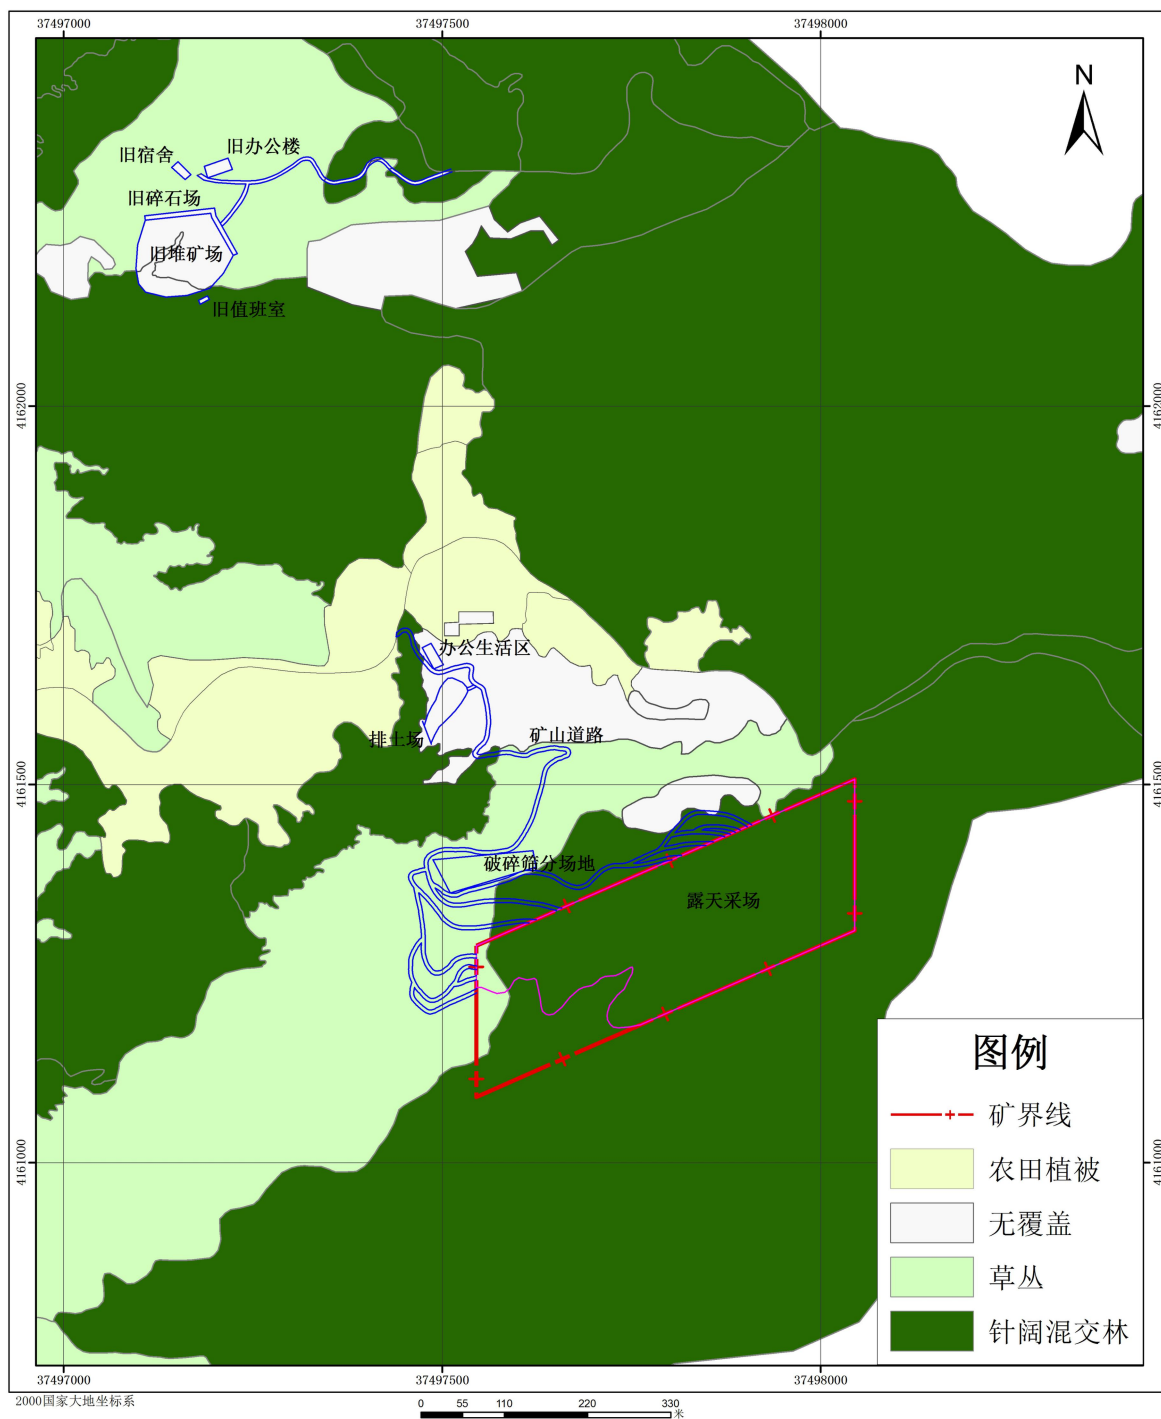 37497000
37497500
37498000
N
旧宿舍
旧办公楼
旧碎石场
旧堆矿场
旧值班室
4162000
4162000
办公生活区
排土场
矿山道路
4161500
4161500
破碎筛分场地
露天采场
4161000
4161000
图例
矿界线
农田植被
无覆盖
草丛
针阔混交林
37497000
37497500
37498000
2000国家大地坐标系
0
55
110
220
330
米